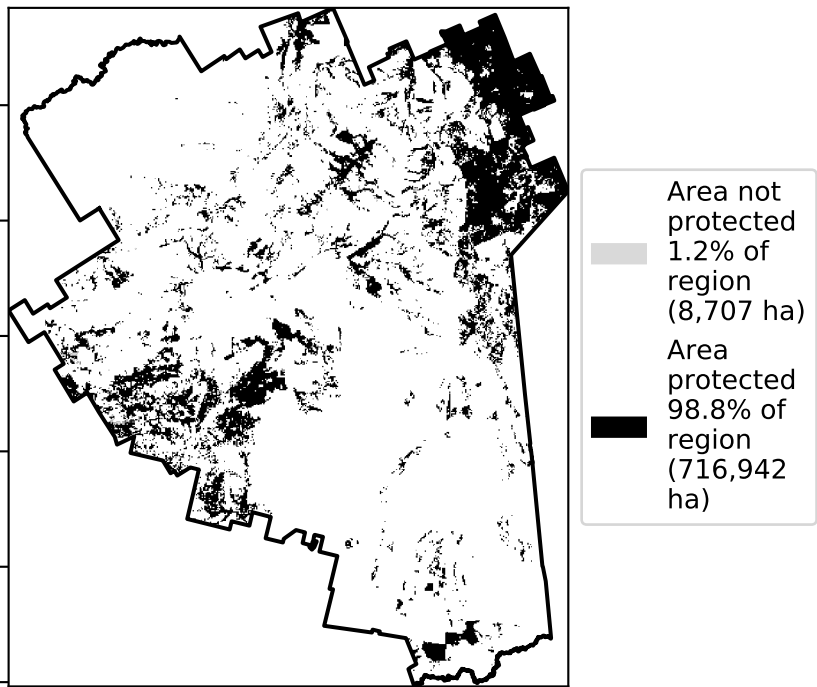 Area not
protected
1.2% of
region
(8,707 ha)
Area
protected
98.8% of
region
(716,942
ha)